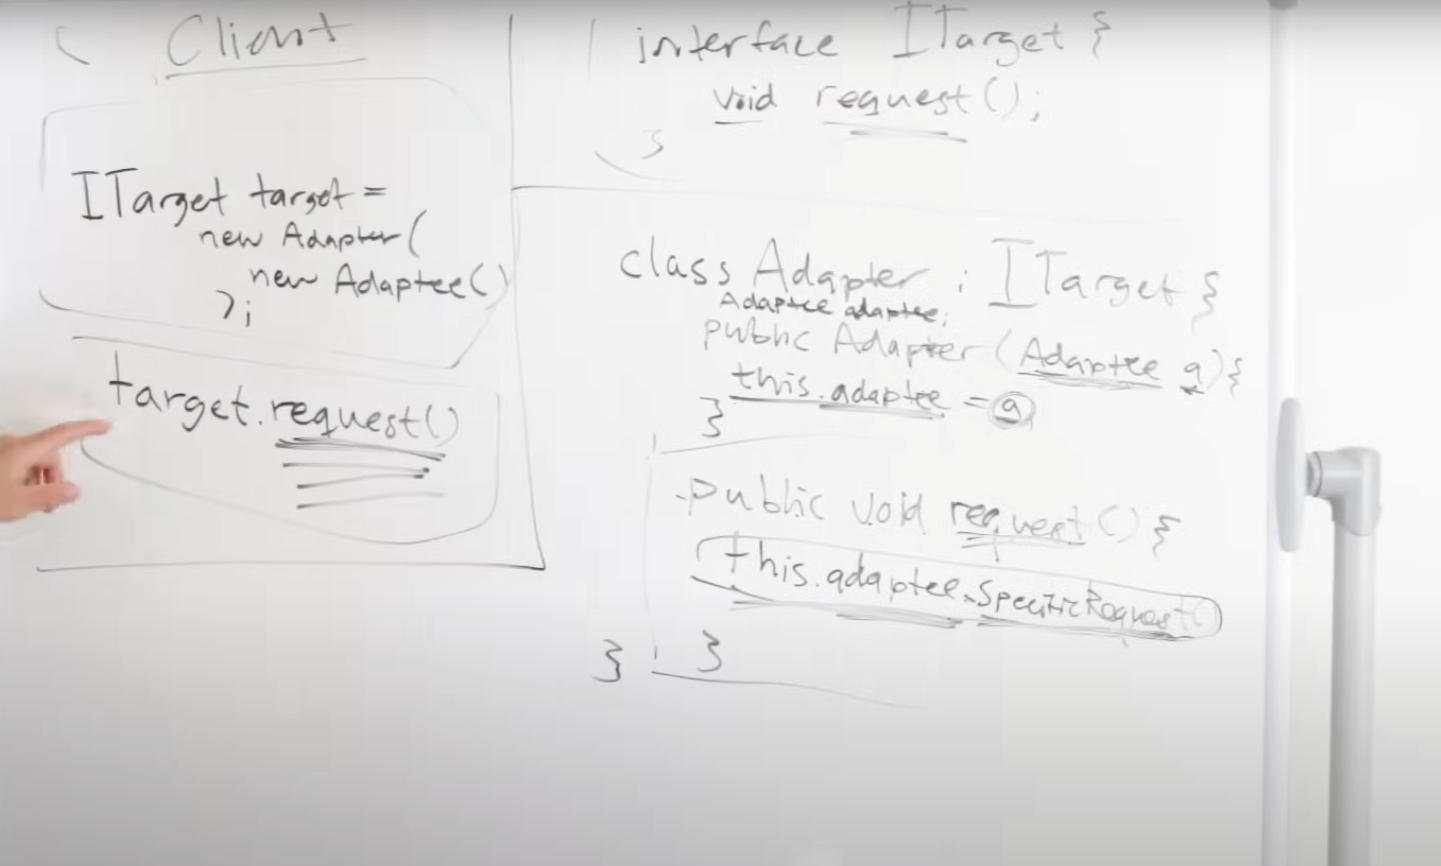 Client
ITarget target =
new Adapter(
new Adaptee()
);
target.request()
interface ITarget {
void request();
}
class Adapter : ITarget {
Adaptee adaptee;
public Adapter (Adaptee a){
this.adaptee = a
}
public void request() {
this.adaptee.SpecificRequest()
}
}